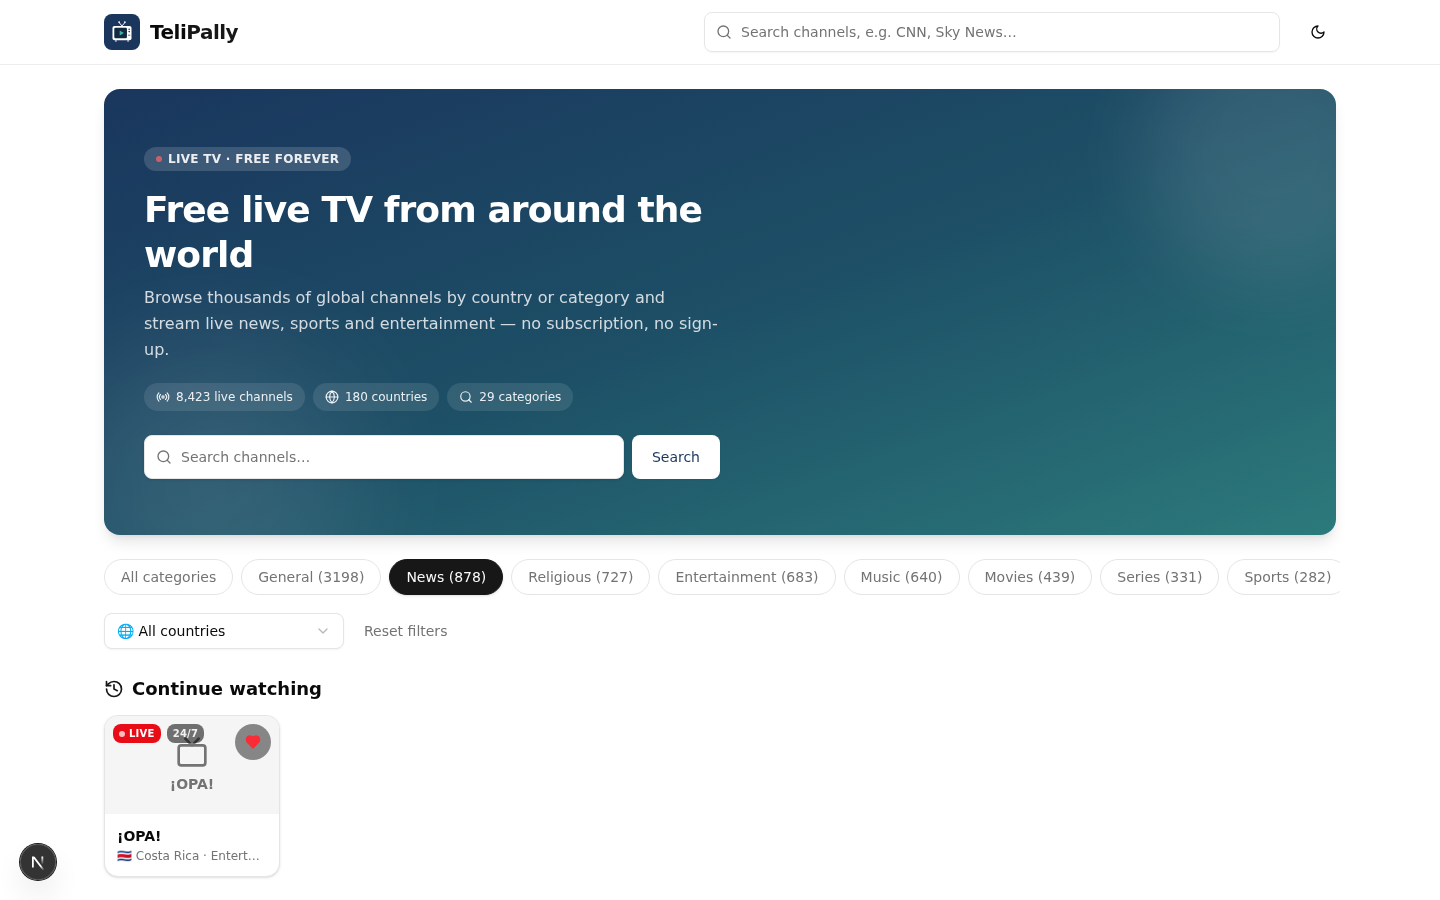 TeliPally
Search channels, e.g. CNN, Sky News...
LIVE TV · FREE FOREVER
Free live TV from around the
world
Browse thousands of global channels by country or category and
stream live news, sports and entertainment — no subscription, no sign-
up.
8,423 live channels
180 countries
29 categories
Search channels...
Search
All categories
General (3198)
News (878)
Religious (727)
Entertainment (683)
Music (640)
Movies (439)
Series (331)
Sports (282)
All countries
Reset filters
Continue watching
LIVE
24/7
¡OPA!
¡OPA!
Costa Rica · Entert...
N